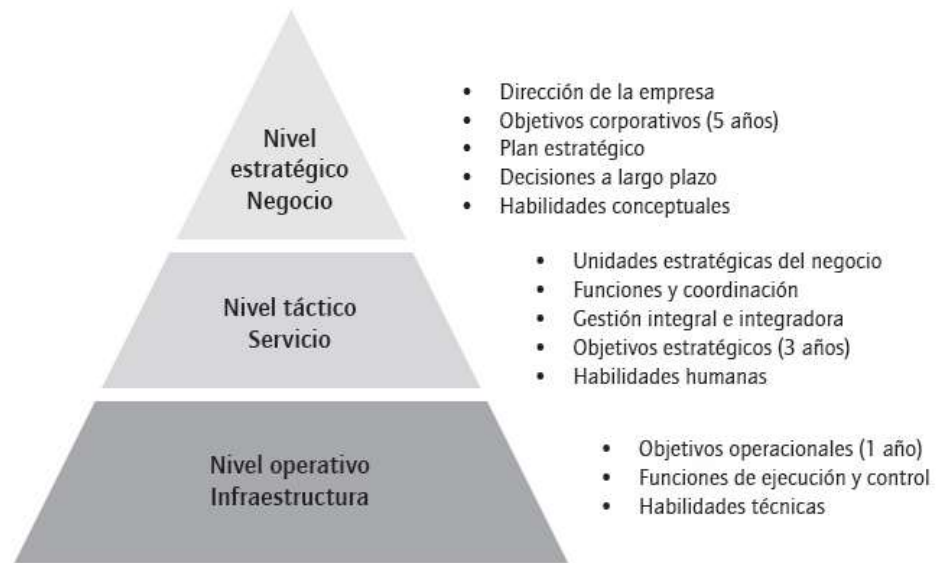 Nivel
estratégico
Negocio
• Dirección de la empresa
• Objetivos corporativos (5 años)
• Plan estratégico
• Decisiones a largo plazo
• Habilidades conceptuales
Nivel táctico
Servicio
• Unidades estratégicas del negocio
• Funciones y coordinación
• Gestión integral e integradora
• Objetivos estratégicos (3 años)
• Habilidades humanas
Nivel operativo
Infraestructura
• Objetivos operacionales (1 año)
• Funciones de ejecución y control
• Habilidades técnicas